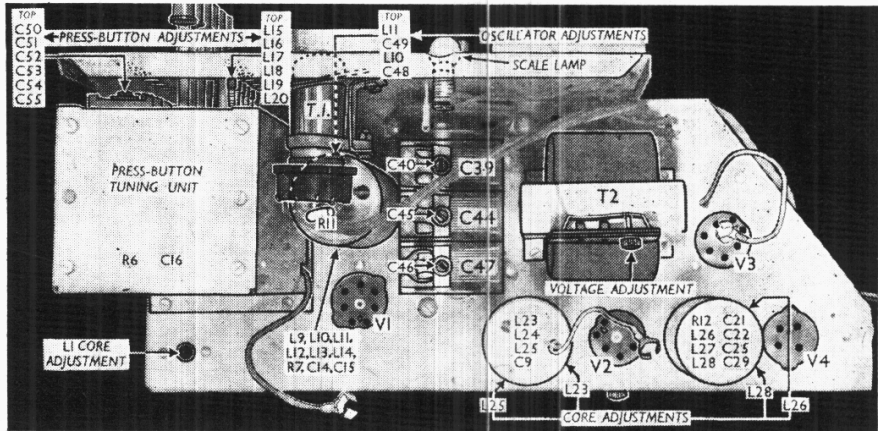 TOP
C50
C51
C52
C53
C54
C55
PRESS-BUTTON ADJUSTMENTS
TOP
L15
L16
L17
L18
L19
L20
TOP
L11
C49
L10
C48
OSCILLATOR ADJUSTMENTS
SCALE LAMP
T.I.
PRESS-BUTTON
TUNING UNIT
R6 C16
R11
C40
C39
C45
C44
C46
C47
T2
V3
VOLTAGE ADJUSTMENT
V1
L1 CORE
ADJUSTMENT
L9, L10, L11,
L12, L13, L14,
R7, C14, C15
L23
L24
L25
C9
V2
R12 C21
L26 C22
L27 C25
L28 C29
V4
L25
L23
L28
L26
CORE ADJUSTMENTS